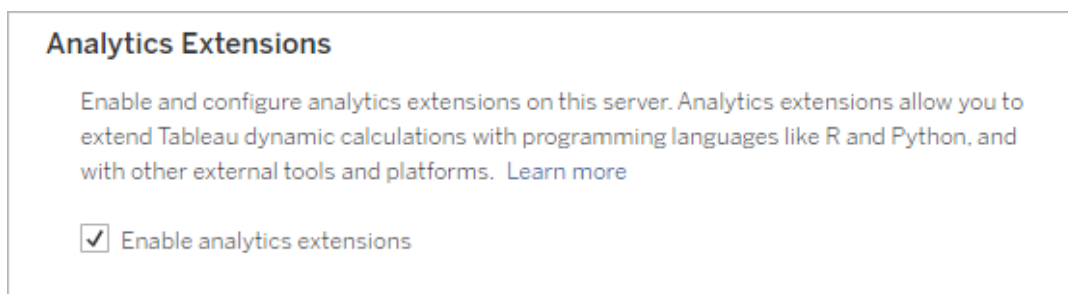 Analytics Extensions
Enable and configure analytics extensions on this server. Analytics extensions allow you to
extend Tableau dynamic calculations with programming languages like R and Python, and
with other external tools and platforms. Learn more
Enable analytics extensions